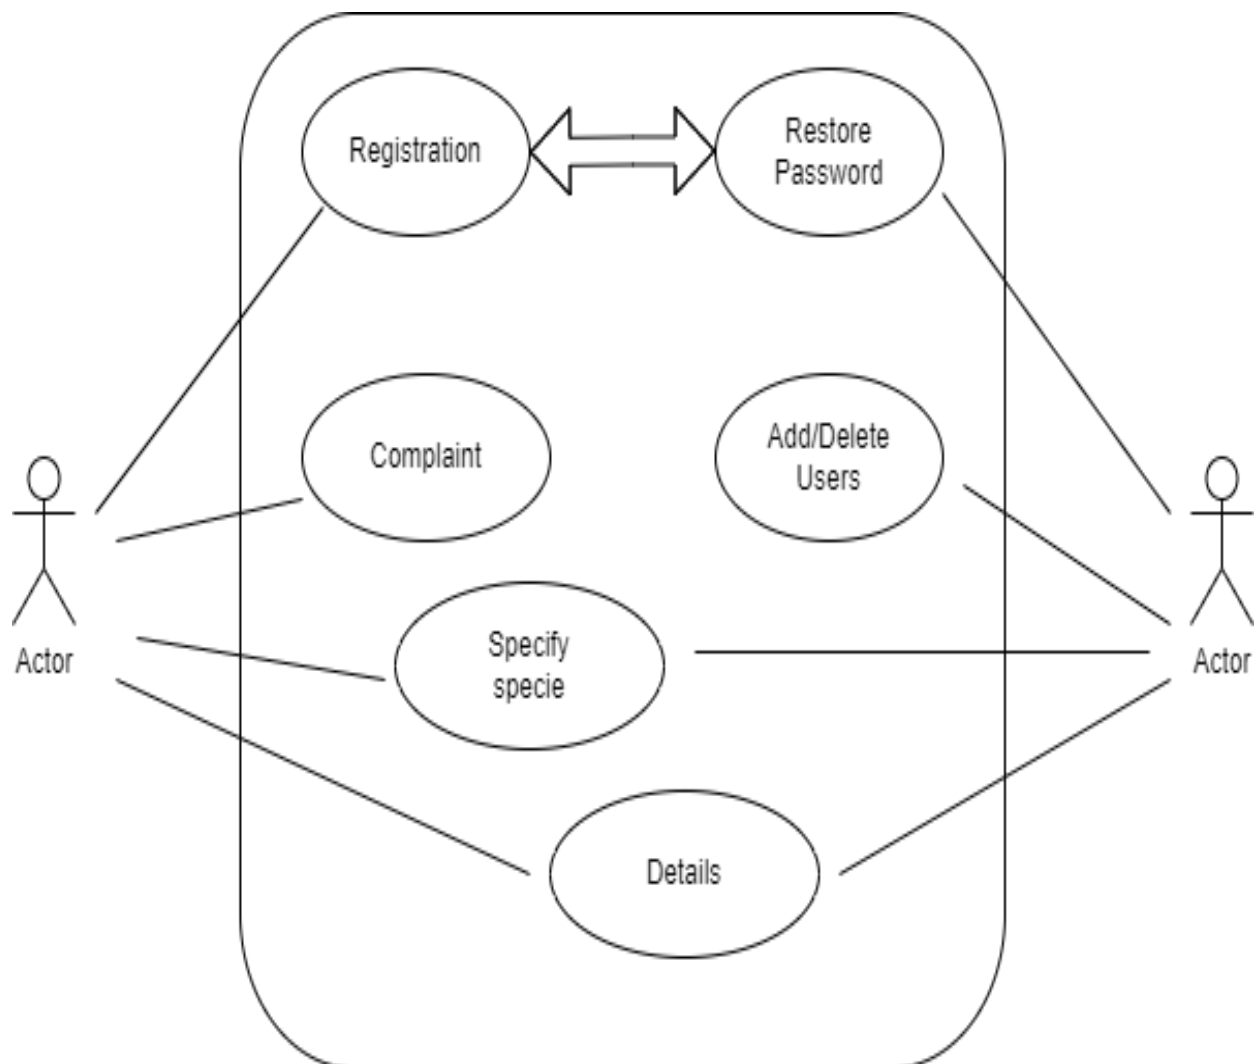 Registration
Restore
Password
Complaint
Add/Delete
Users
Actor
Specify
specie
Actor
Details